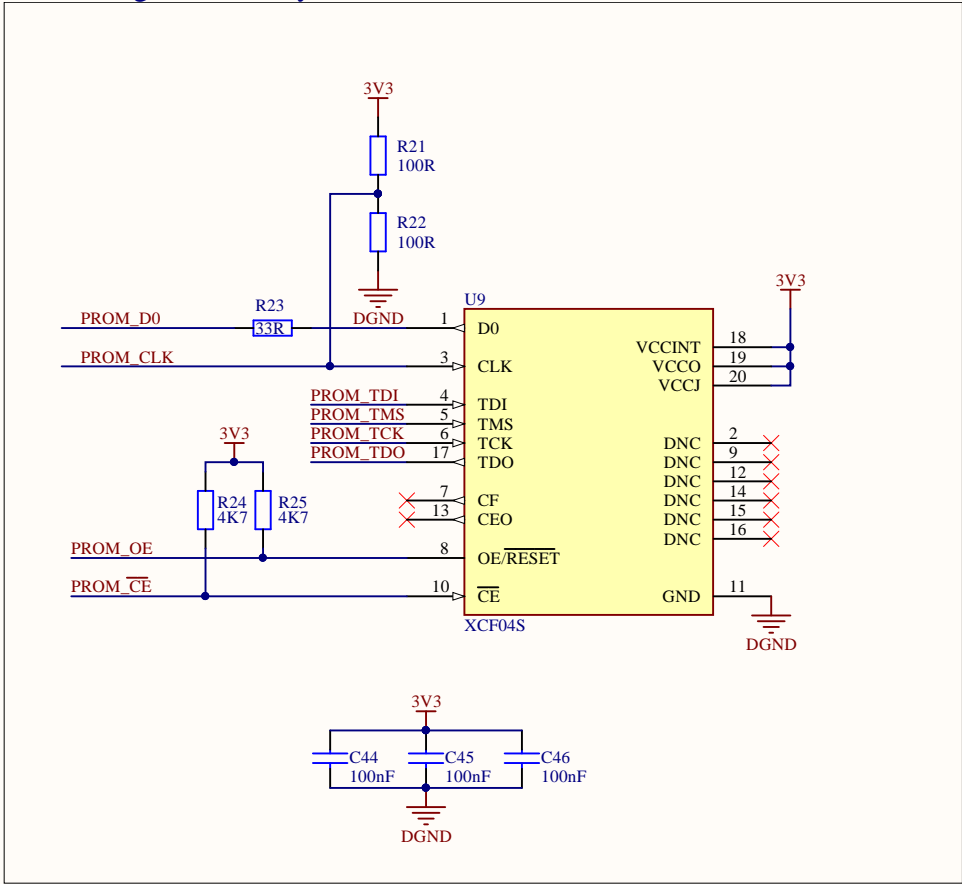 3V3
R21
100R
R22
100R
3V3
R23
U9
PROM_D0
33R
DGND
1
D0
18
VCCINT
PROM_CLK
3
CLK
19
VCCO
20
VCCJ
PROM_TDI
4
TDI
PROM_TMS
5
TMS
PROM_TCK
6
TCK
2
DNC
3V3
PROM_TDO
17
TDO
9
DNC
12
DNC
R24
4K7
R25
4K7
7
CF
14
DNC
13
CEO
15
DNC
16
DNC
PROM_OE
8
OE/RESET
PROM_CE
10
CE
GND
11
XCF04S
DGND
3V3
C44
100nF
C45
100nF
C46
100nF
DGND